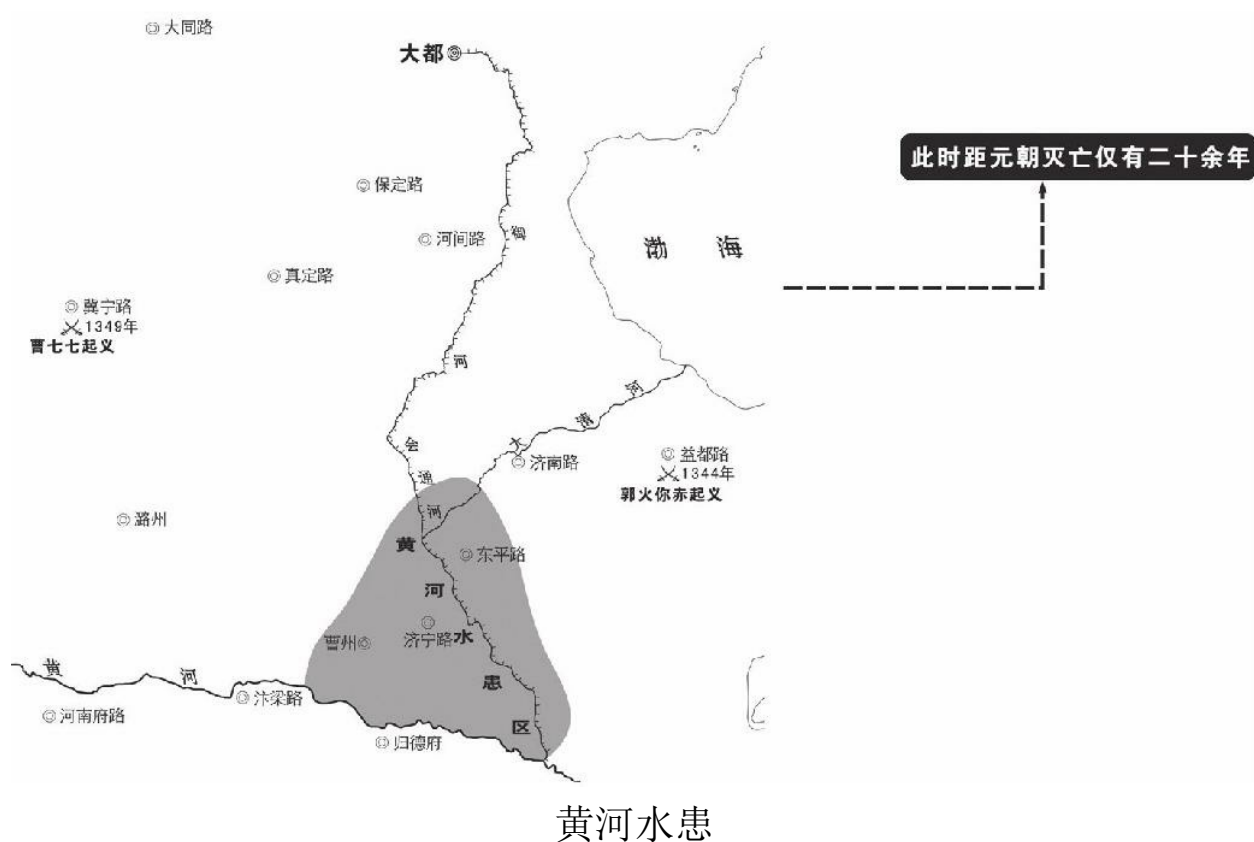 大同路
大都
此时距元朝灭亡仅有二十余年
保定路
河间路
御
河
渤海
真定路
冀宁路
1349年
曹七七起义
大清河
会通河
济南路
益都路
1344年
郭火你赤起义
潞州
东平路
黄河水患区
济宁路
曹州
黄河
汴梁路
河南府路
归德府
黄河水患